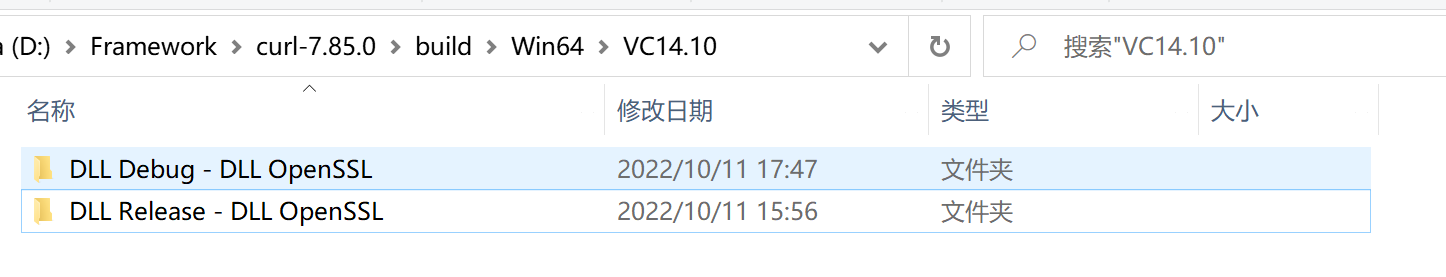 a (D:) > Framework > curl-7.85.0 > build > Win64 > VC14.10 搜索"VC14.10"
名称 修改日期 类型 大小
DLL Debug - DLL OpenSSL 2022/10/11 17:47 文件夹
DLL Release - DLL OpenSSL 2022/10/11 15:56 文件夹